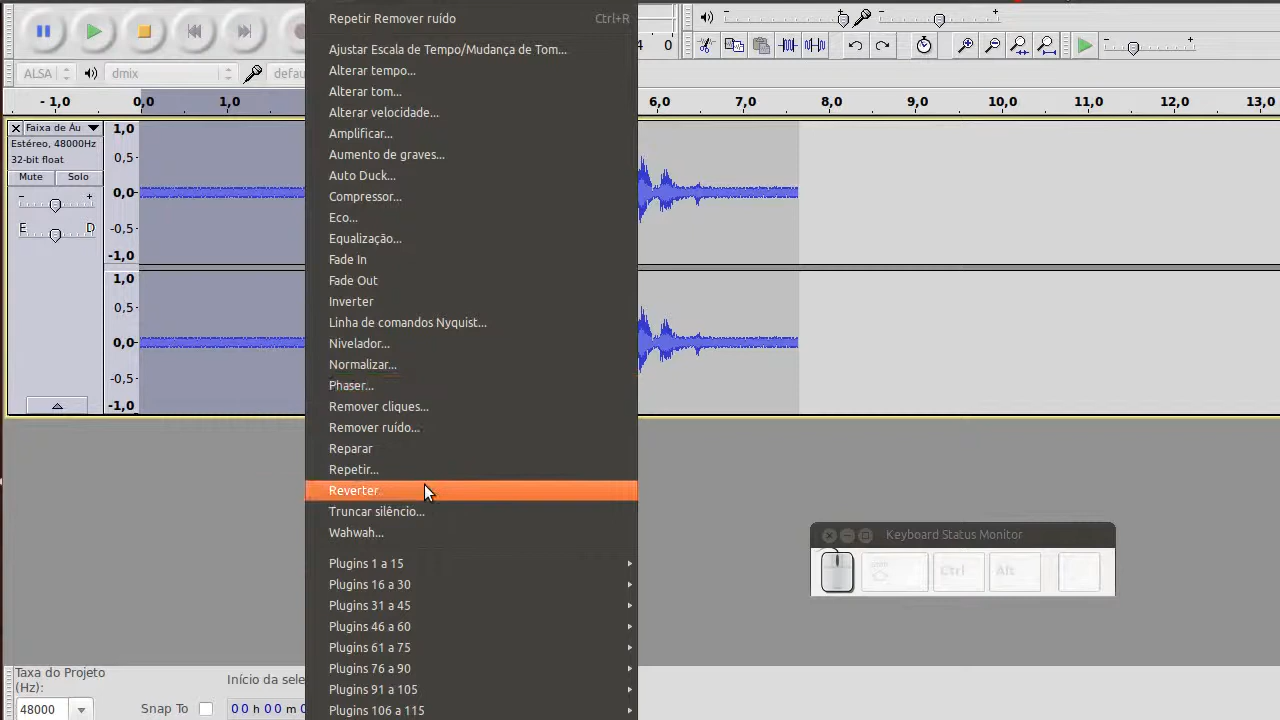 Repetir Remover ruído Ctrl+R
Ajustar Escala de Tempo/Mudança de Tom...
Alterar tempo...
Alterar tom...
Alterar velocidade...
Amplificar...
Aumento de graves...
Auto Duck...
Compressor...
Eco...
Equalização...
Fade In
Fade Out
Inverter
Linha de comandos Nyquist...
Nivelador...
Normalizar...
Phaser...
Remover cliques...
Remover ruído...
Reparar
Repetir...
Reverter
Truncar silêncio...
Wahwah...
Plugins 1 a 15
Plugins 16 a 30
Plugins 31 a 45
Plugins 46 a 60
Plugins 61 a 75
Plugins 76 a 90
Plugins 91 a 105
Plugins 106 a 115
4 0
ALSA dmix defau
- 1,0 0,0 1,0 6,0 7,0 8,0 9,0 10,0 11,0 12,0 13,0
Faixa de Áu
Estéreo, 48000Hz
32-bit float
Mute Solo
- +
E D
1,0
0,5
0,0
-0,5
-1,0
1,0
0,5
0,0
-0,5
-1,0
Keyboard Status Monitor
Ctrl Alt
Taxa do Projeto
(Hz):
48000
Snap To
Início da sele
00 h 00 m 0